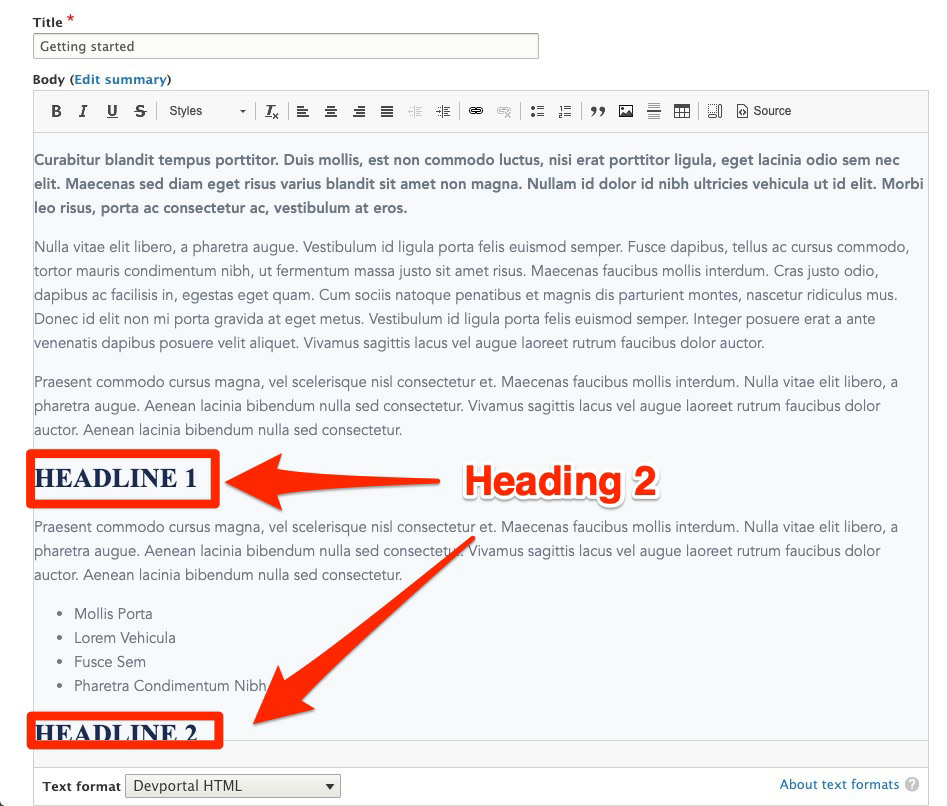 Title *
Getting started
Body (Edit summary)
B I U S Styles Tx Source
Curabitur blandit tempus porttitor. Duis mollis, est non commodo luctus, nisi erat porttitor ligula, eget lacinia odio sem nec
elit. Maecenas sed diam eget risus varius blandit sit amet non magna. Nullam id dolor id nibh ultricies vehicula ut id elit. Morbi
leo risus, porta ac consectetur ac, vestibulum at eros.
Nulla vitae elit libero, a pharetra augue. Vestibulum id ligula porta felis euismod semper. Fusce dapibus, tellus ac cursus commodo,
tortor mauris condimentum nibh, ut fermentum massa justo sit amet risus. Maecenas faucibus mollis interdum. Cras justo odio,
dapibus ac facilisis in, egestas eget quam. Cum sociis natoque penatibus et magnis dis parturient montes, nascetur ridiculus mus.
Donec id elit non mi porta gravida at eget metus. Vestibulum id ligula porta felis euismod semper. Integer posuere erat a ante
venenatis dapibus posuere velit aliquet. Vivamus sagittis lacus vel augue laoreet rutrum faucibus dolor auctor.
Praesent commodo cursus magna, vel scelerisque nisl consectetur et. Maecenas faucibus mollis interdum. Nulla vitae elit libero, a
pharetra augue. Aenean lacinia bibendum nulla sed consectetur. Vivamus sagittis lacus vel augue laoreet rutrum faucibus dolor
auctor. Aenean lacinia bibendum nulla sed consectetur.
HEADLINE 1
Heading 2
Praesent commodo cursus magna, vel scelerisque nisl consectetur et. Maecenas faucibus mollis interdum. Nulla vitae elit libero, a
pharetra augue. Aenean lacinia bibendum nulla sed consectetur. Vivamus sagittis lacus vel augue laoreet rutrum faucibus dolor
auctor. Aenean lacinia bibendum nulla sed consectetur.
• Mollis Porta
• Lorem Vehicula
• Fusce Sem
• Pharetra Condimentum Nibh
HEADLINE 2
Text format Devportal HTML
About text formats ?